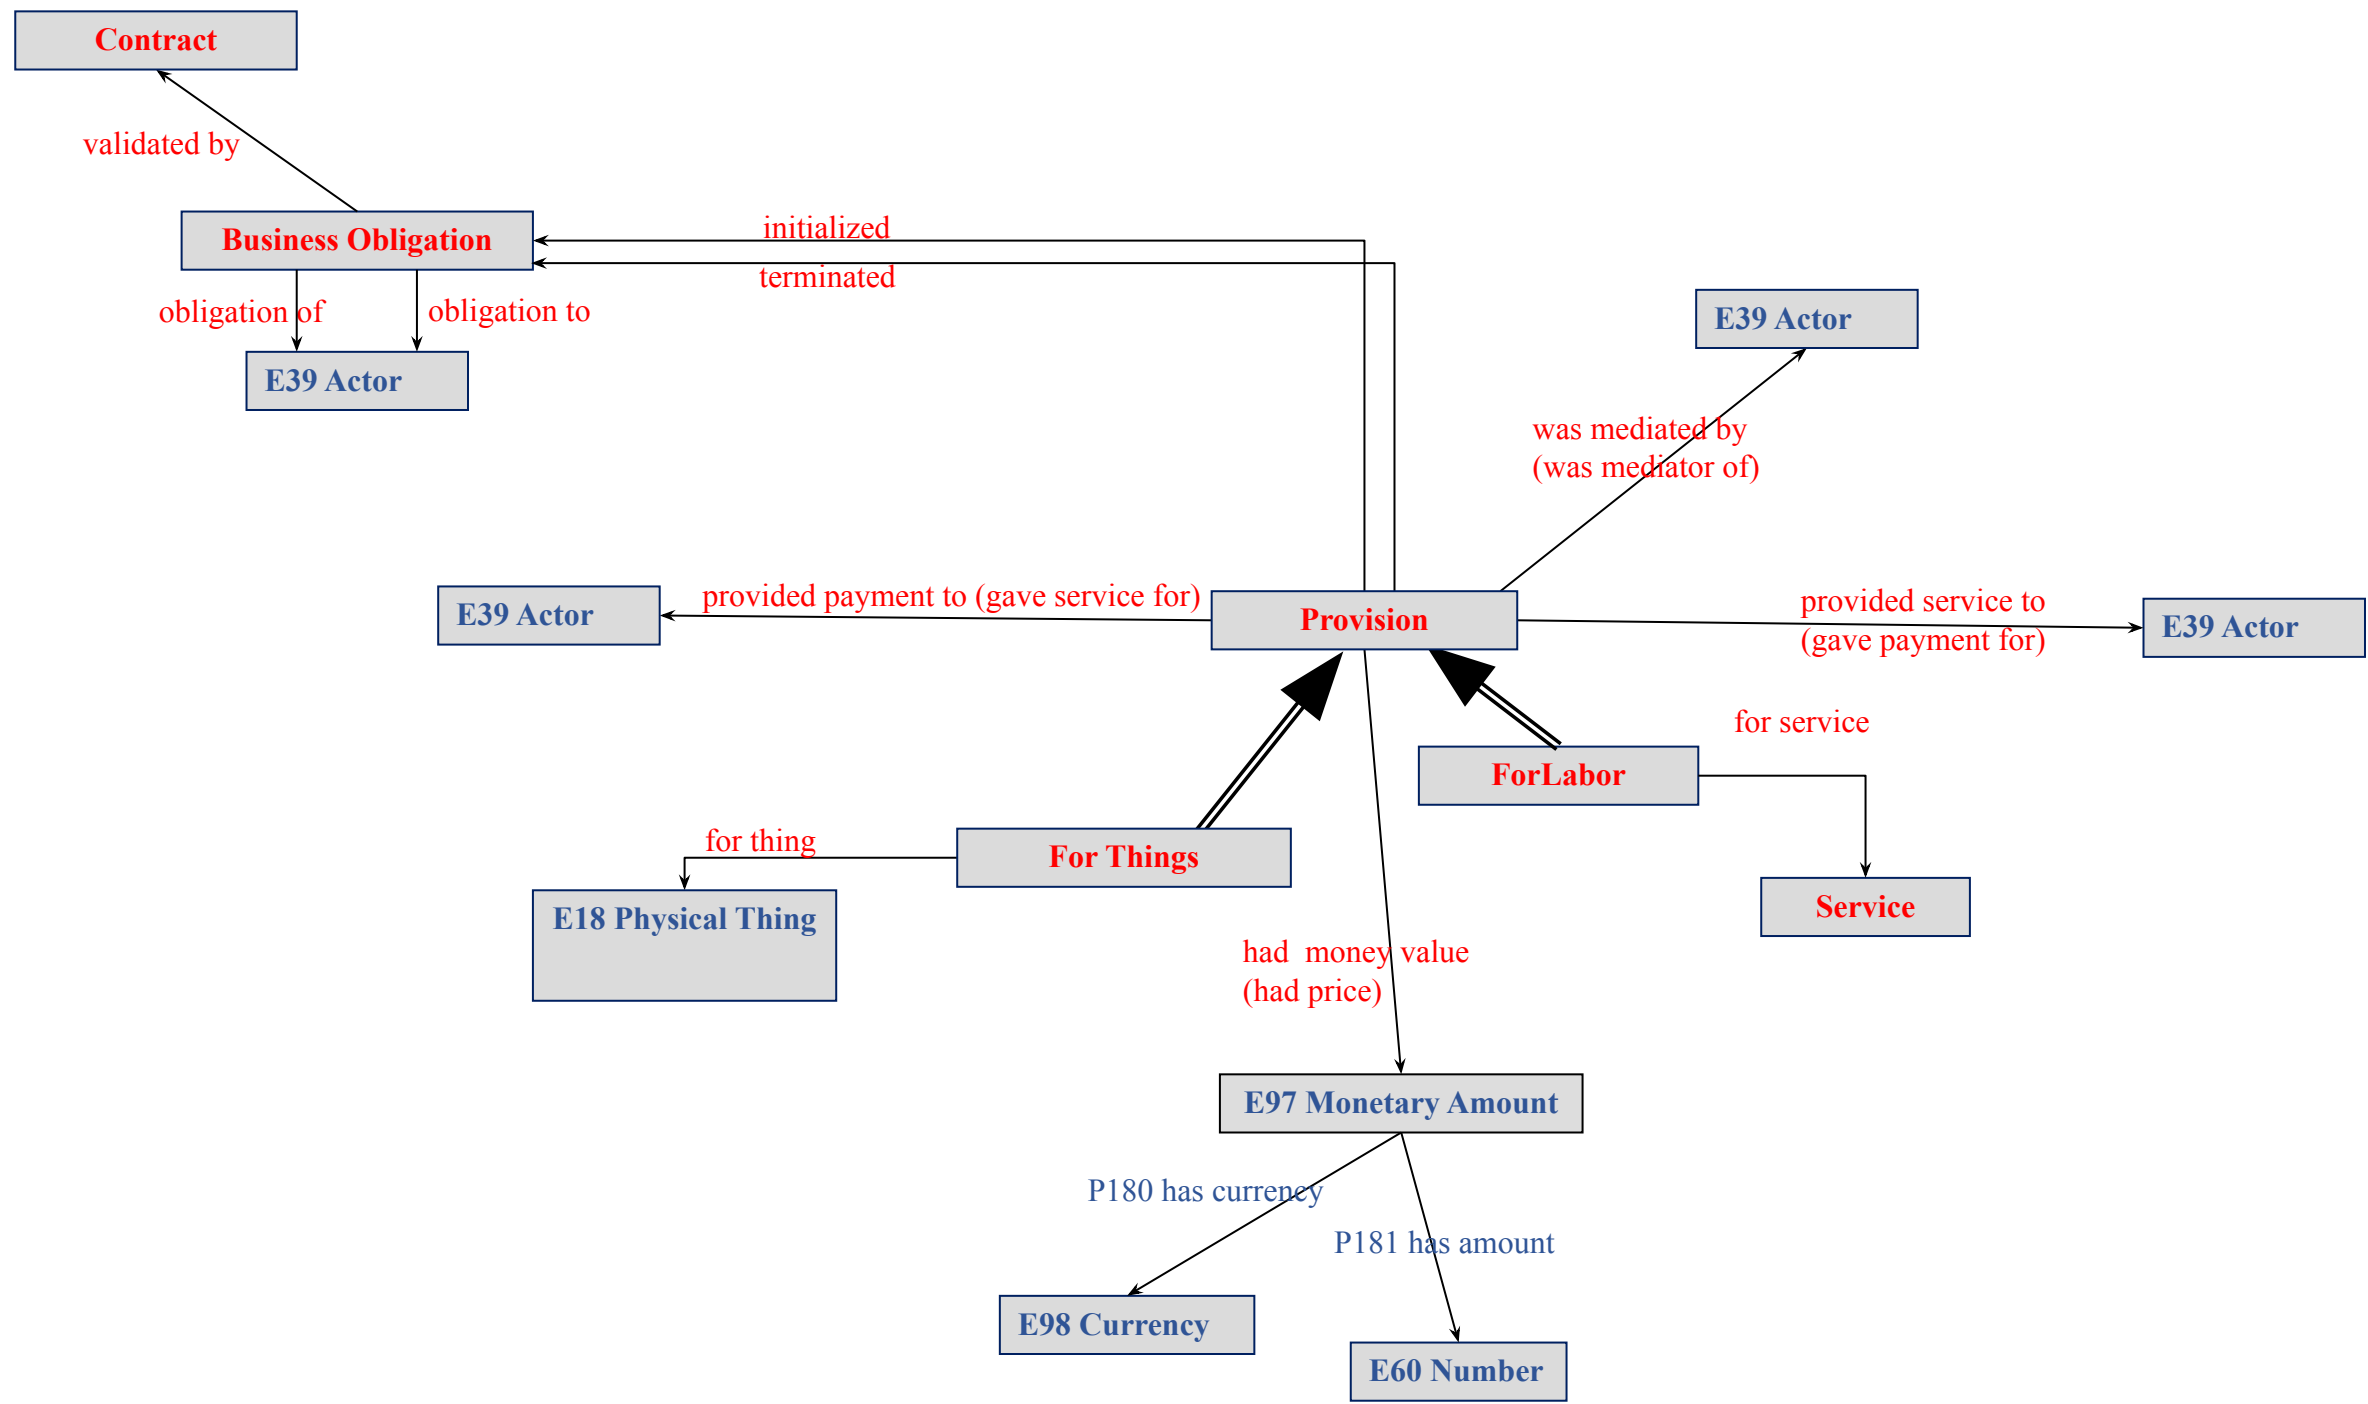 Contract
validated by
Business Obligation
initialized
terminated
obligation of
obligation to
E39 Actor
E39 Actor
was mediated by
(was mediator of)
E39 Actor
provided payment to (gave service for)
Provision
provided service to
(gave payment for)
E39 Actor
for service
ForLabor
for thing
For Things
E18 Physical Thing
Service
had  money value
(had price)
E97 Monetary Amount
P180 has currency
P181 has amount
E98 Currency
E60 Number